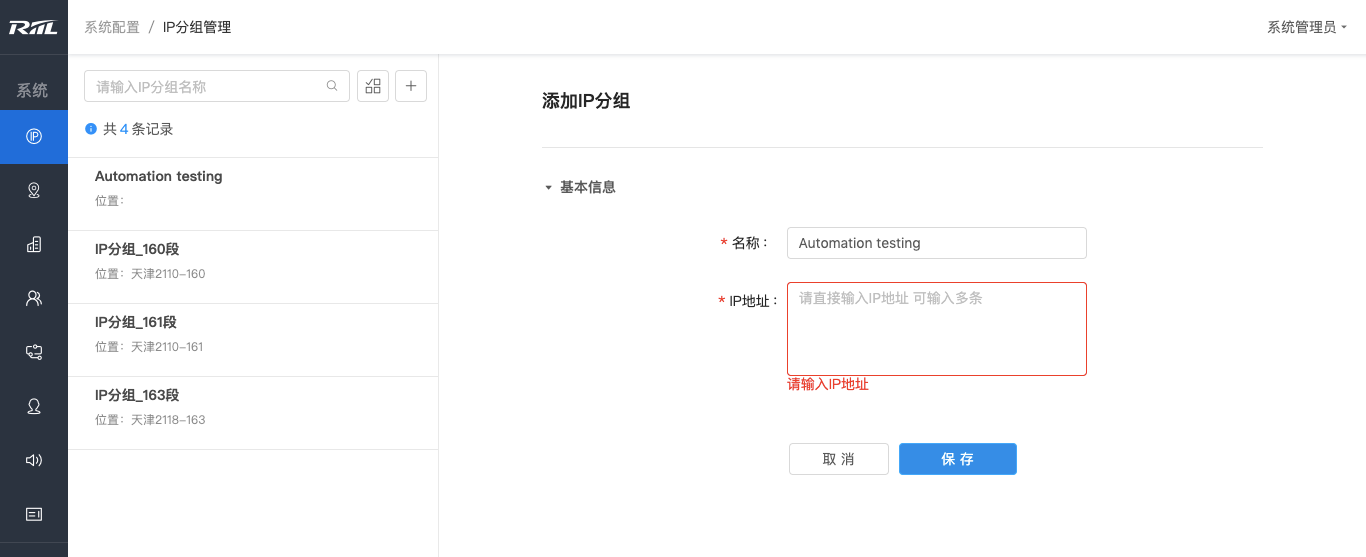 RIIL
系统配置 / IP分组管理
系统管理员
系统
请输入IP分组名称
共 4 条记录
Automation testing
位置：
IP分组_160段
位置：天津2110-160
IP分组_161段
位置：天津2110-161
IP分组_163段
位置：天津2118-163
添加IP分组
基本信息
* 名称：
Automation testing
* IP地址：
请直接输入IP地址 可输入多条
请输入IP地址
取 消
保 存